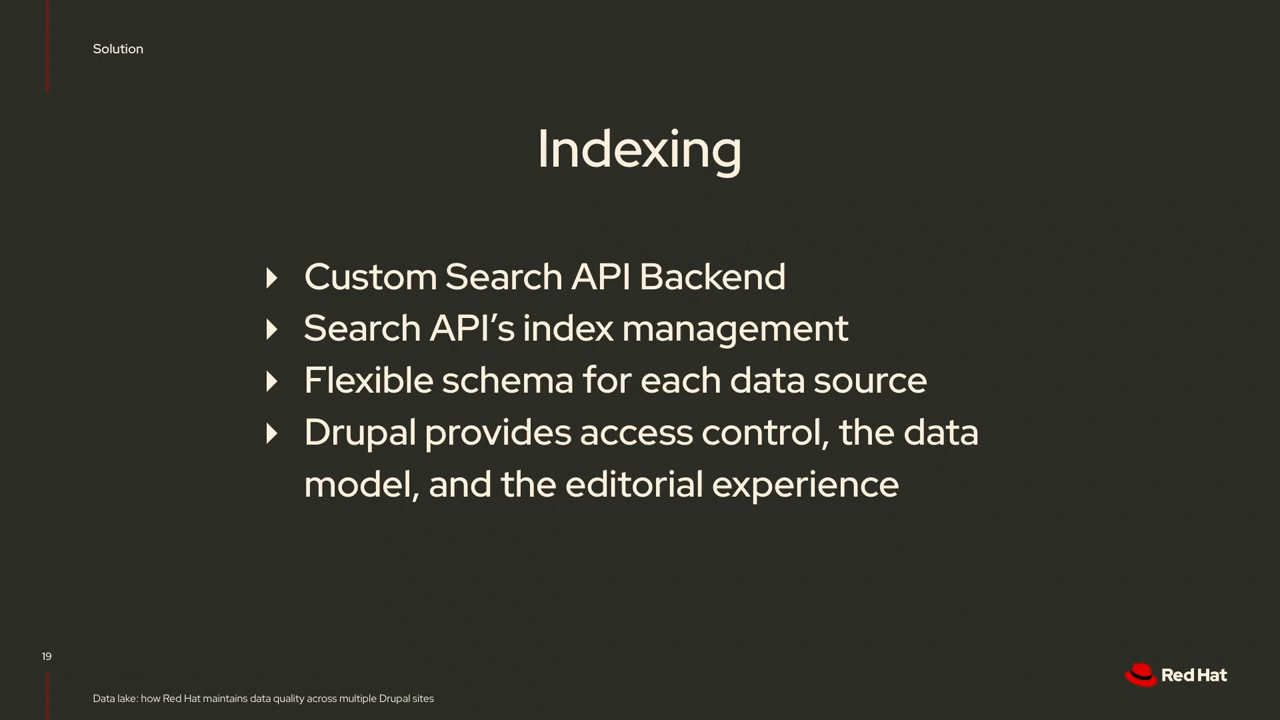 Solution
Indexing
Custom Search API Backend
Search API’s index management
Flexible schema for each data source
Drupal provides access control, the data
model, and the editorial experience
19
Red Hat
Data lake: how Red Hat maintains data quality across multiple Drupal sites